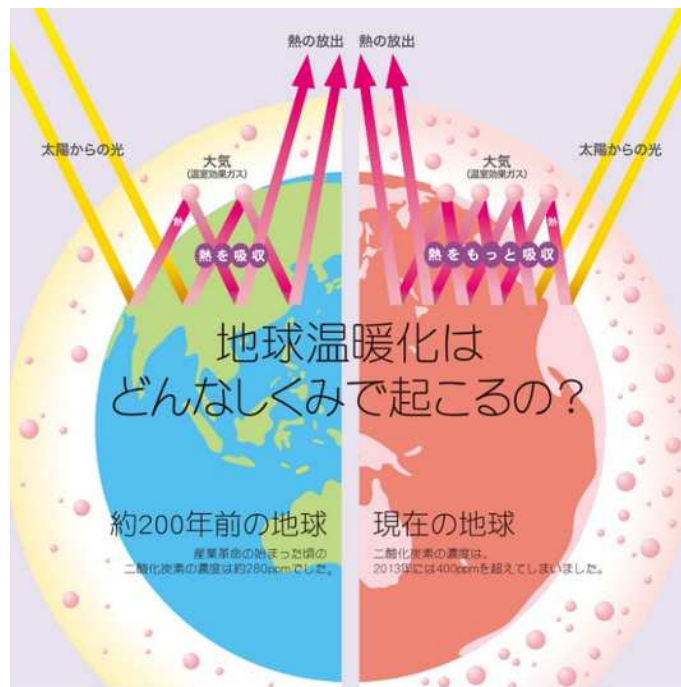 熱の放出 熱の放出
太陽からの光
大気
(温室効果ガス)
熱
熱を吸収
大気
(温室効果ガス)
太陽からの光
熱
熱をもっと吸収
地球温暖化は
どんなしくみで起こるの?
約200年前の地球
産業革命の始まった頃の
二酸化炭素の濃度は約280ppmでした。
現在の地球
二酸化炭素の濃度は、
2013年には400ppmを超えてしまいました。